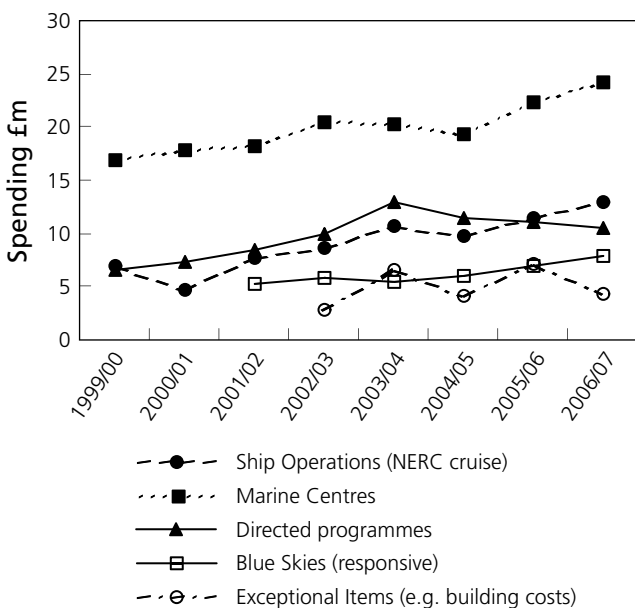 30
25
20
15
10
5
0
Spending £m
1999/00
2000/01
2001/02
2002/03
2003/04
2004/05
2005/06
2006/07
Ship Operations (NERC cruise)
Marine Centres
Directed programmes
Blue Skies (responsive)
Exceptional Items (e.g. building costs)